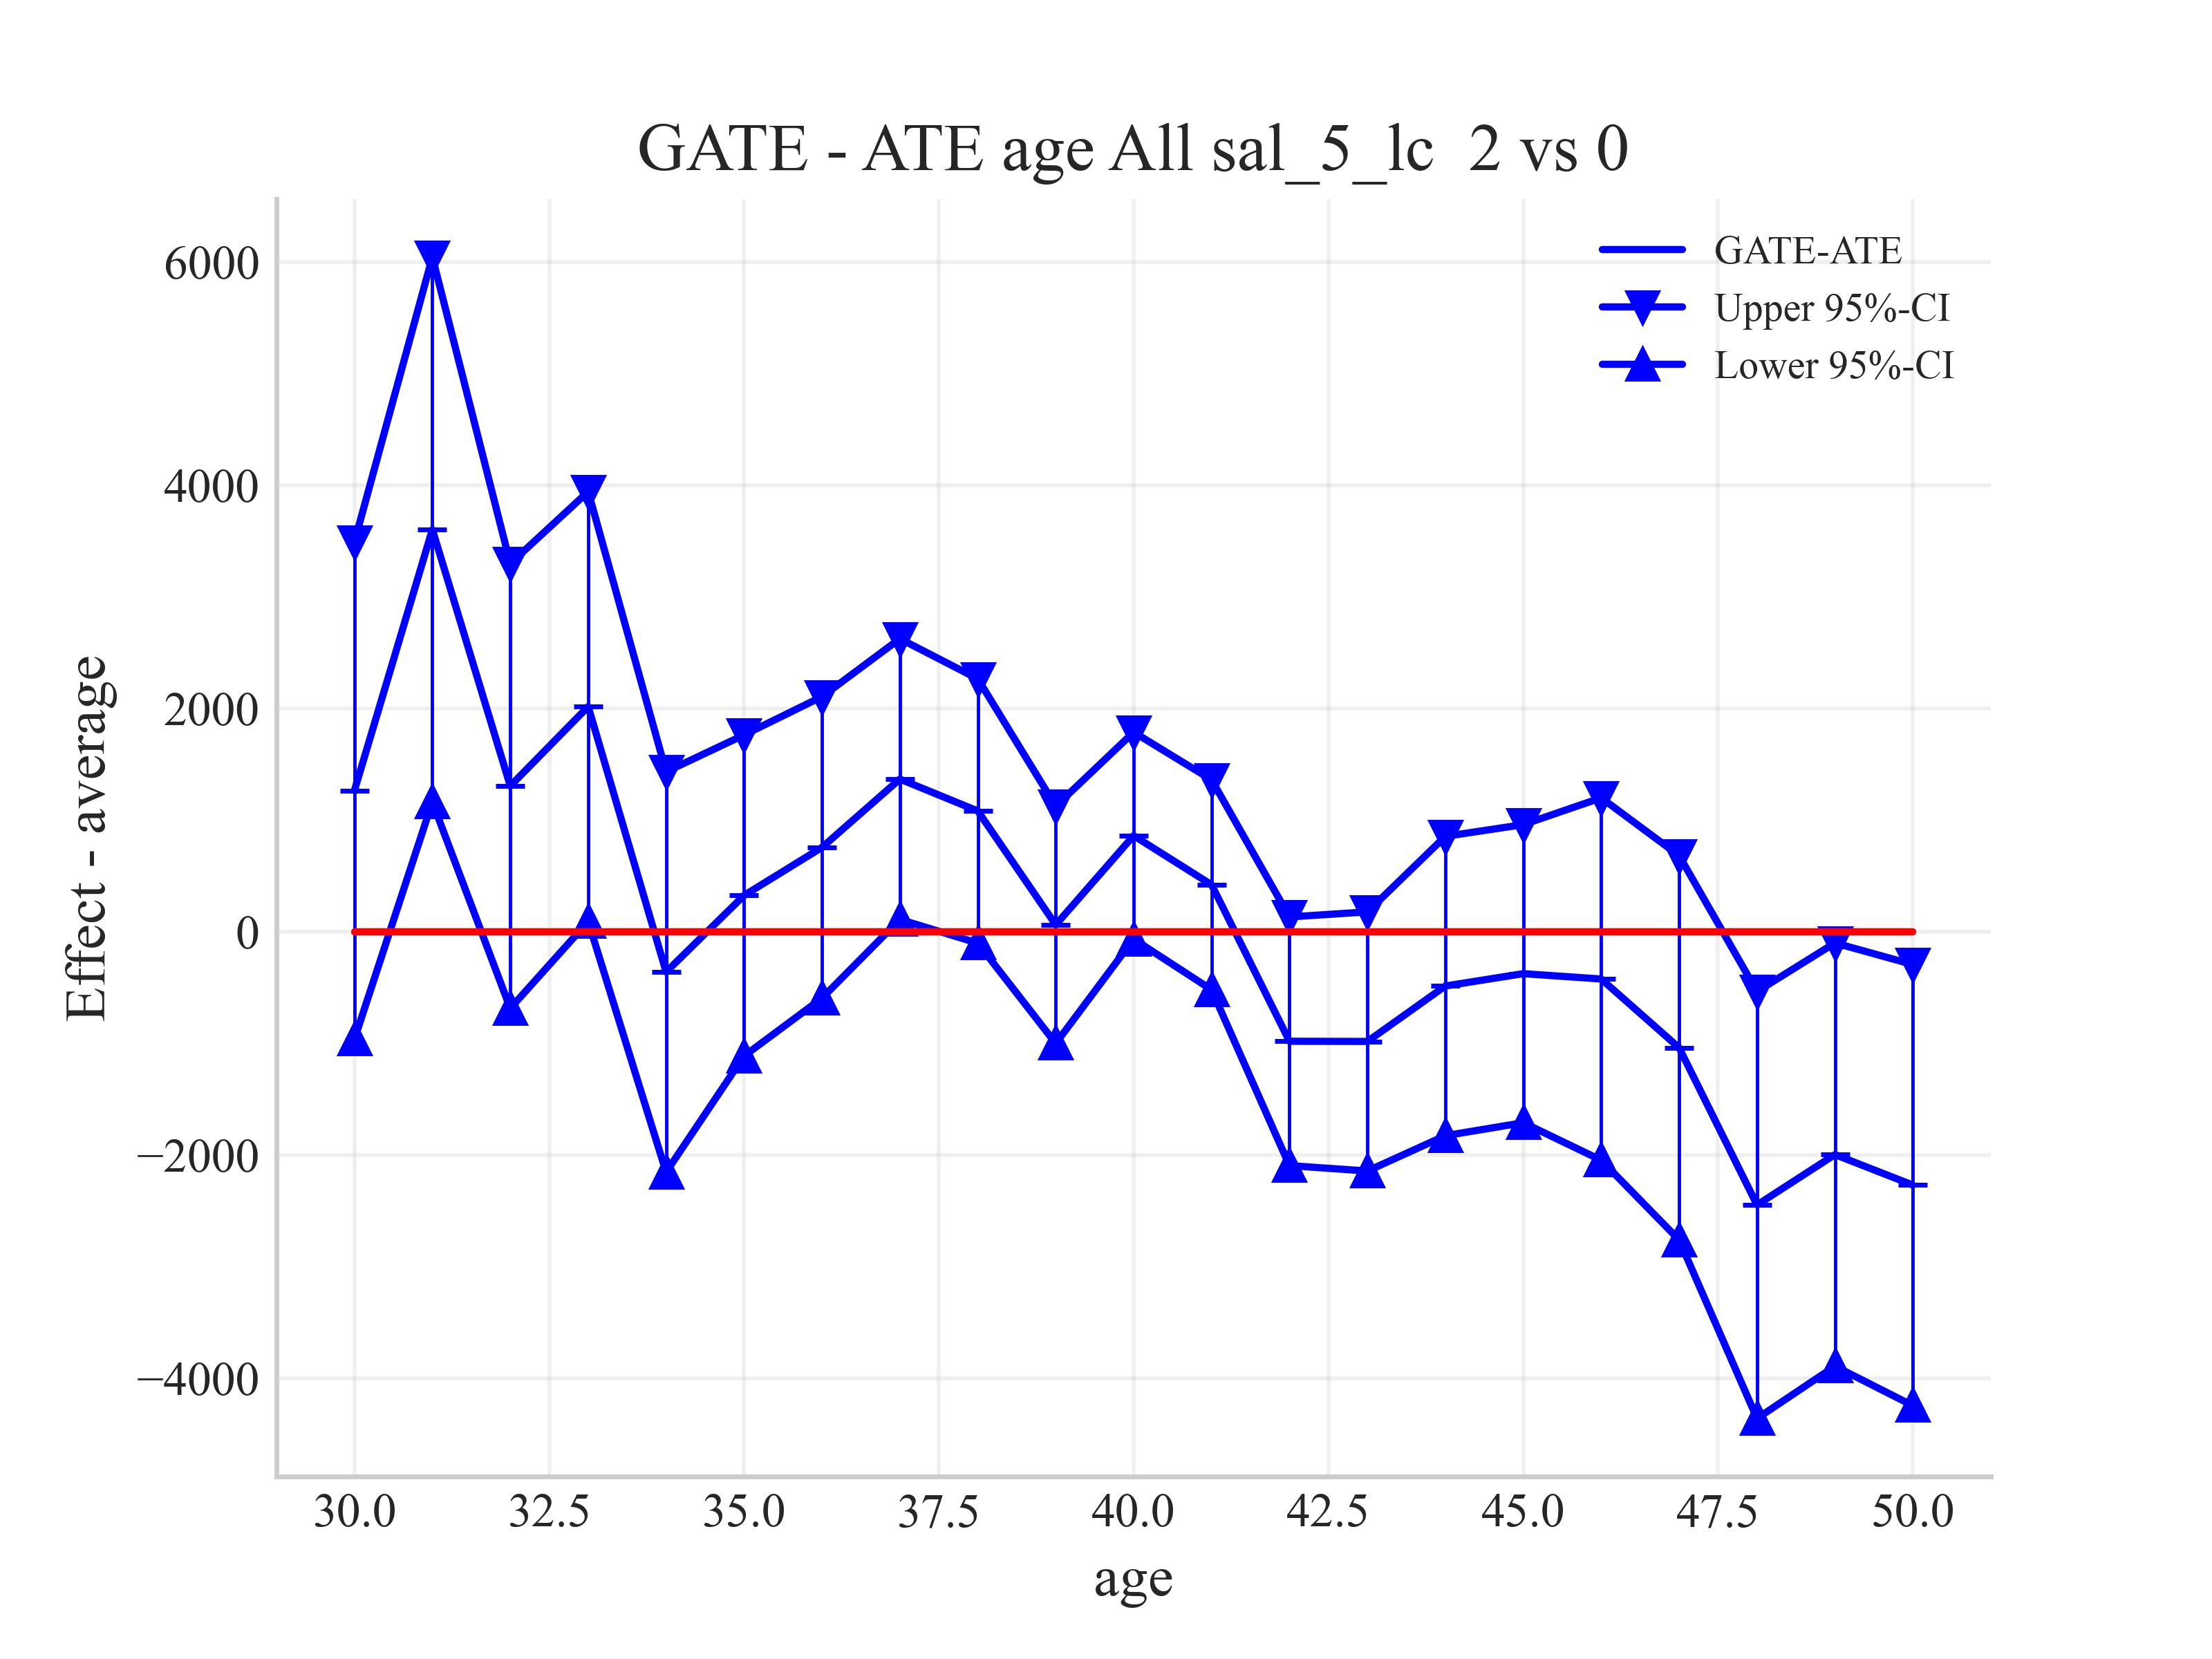 GATE - ATE age All sal_5_lc  2 vs 0
GATE-ATE
Upper 95%-CI
Lower 95%-CI
Effect - average
6000
4000
2000
0
−2000
−4000
30.0 32.5 35.0 37.5 40.0 42.5 45.0 47.5 50.0
age